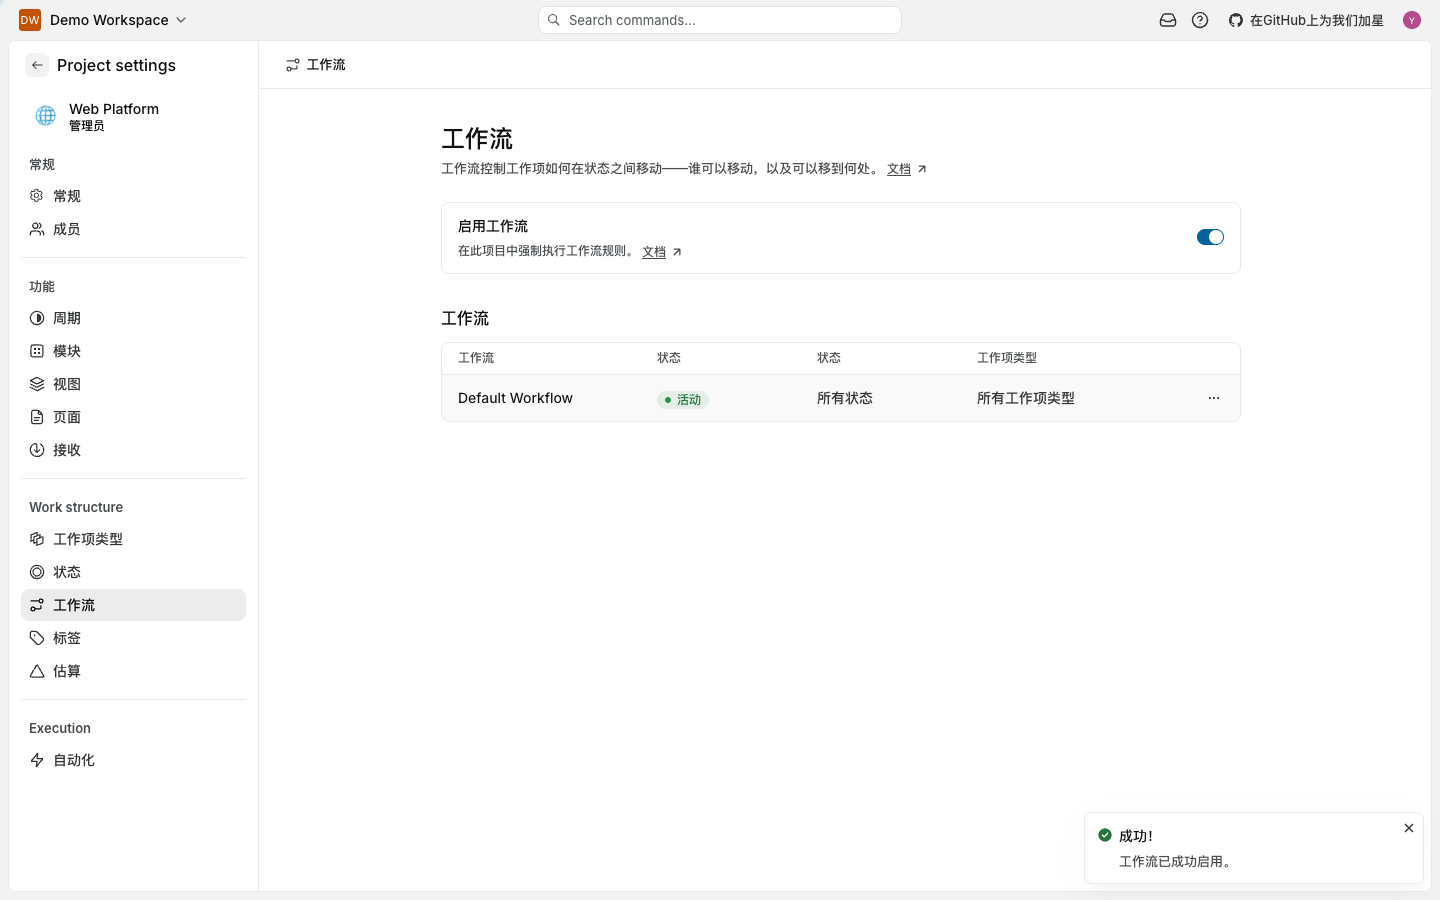 DW Demo Workspace
Search commands...
在GitHub上为我们加星
Y
Project settings
Web Platform
管理员
常规
常规
成员
功能
周期
模块
视图
页面
接收
Work structure
工作项类型
状态
工作流
标签
估算
Execution
自动化
工作流
工作流
工作流控制工作项如何在状态之间移动——谁可以移动，以及可以移到何处。 文档
启用工作流
在此项目中强制执行工作流规则。 文档
工作流
工作流 状态 状态 工作项类型
Default Workflow 活动 所有状态 所有工作项类型
成功！
工作流已成功启用。